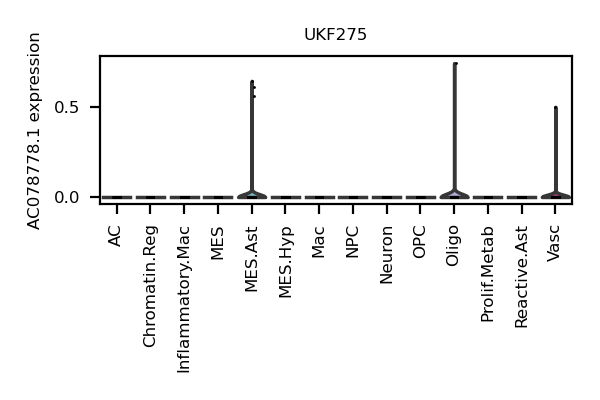 UKF275
AC078778.1 expression
0.5
0.0
AC
Chromatin.Reg
Inflammatory.Mac
MES
MES.Ast
MES.Hyp
Mac
NPC
Neuron
OPC
Oligo
Prolif.Metab
Reactive.Ast
Vasc